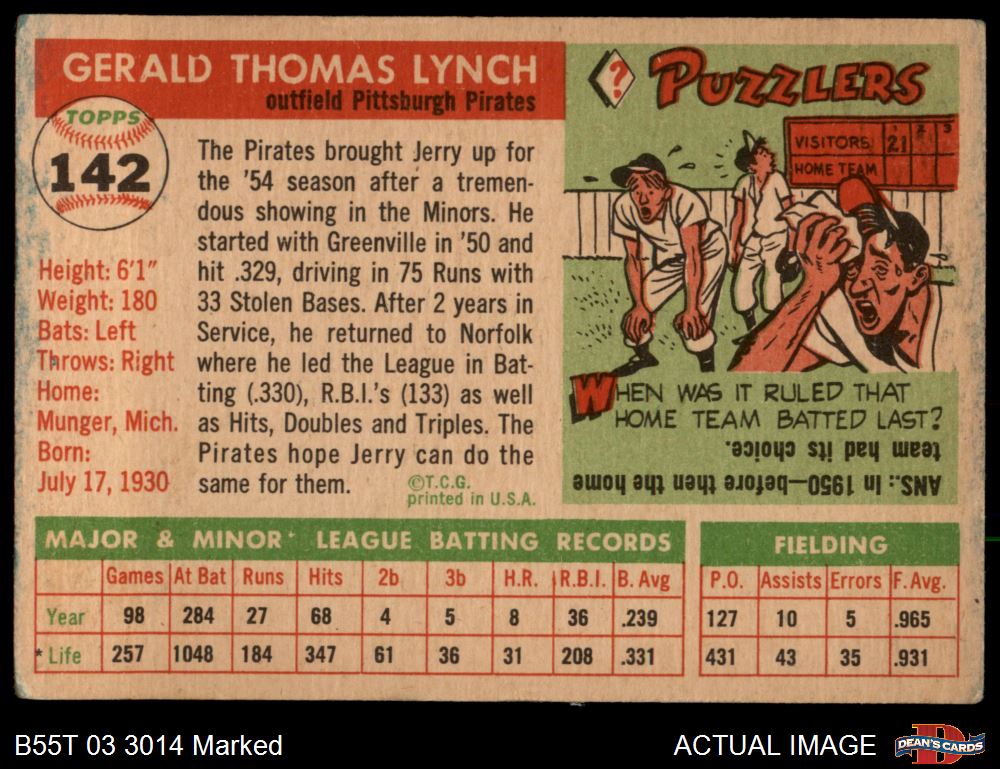 GERALD THOMAS LYNCH
outfield Pittsburgh Pirates
TOPPS
142
Height: 6'1"
Weight: 180
Bats: Left
Throws: Right
Home:
Munger, Mich.
Born:
July 17, 1930
The Pirates brought Jerry up for
the '54 season after a tremen-
dous showing in the Minors. He
started with Greenville in '50 and
hit .329, driving in 75 Runs with
33 Stolen Bases. After 2 years in
Service, he returned to Norfolk
where he led the League in Bat-
ting (.330), R.B.I.'s (133) as well
as Hits, Doubles and Triples. The
Pirates hope Jerry can do the
same for them.
©T.C.G.
printed in U.S.A.
? PUZZLERS
1 2 3
VISITORS 21
HOME TEAM
WHEN WAS IT RULED THAT
HOME TEAM BATTED LAST?
ANS.: In 1950—before then the home
team had its choice.
MAJOR & MINOR* LEAGUE BATTING RECORDS
Games At Bat Runs Hits 2b 3b H.R. R.B.I. B. Avg
Year 98 284 27 68 4 5 8 36 .239
* Life 257 1048 184 347 61 36 31 208 .331
FIELDING
P.O. Assists Errors F. Avg.
127 10 5 .965
431 43 35 .931
B55T 03 3014 Marked
ACTUAL IMAGE
DEAN'S CARDS